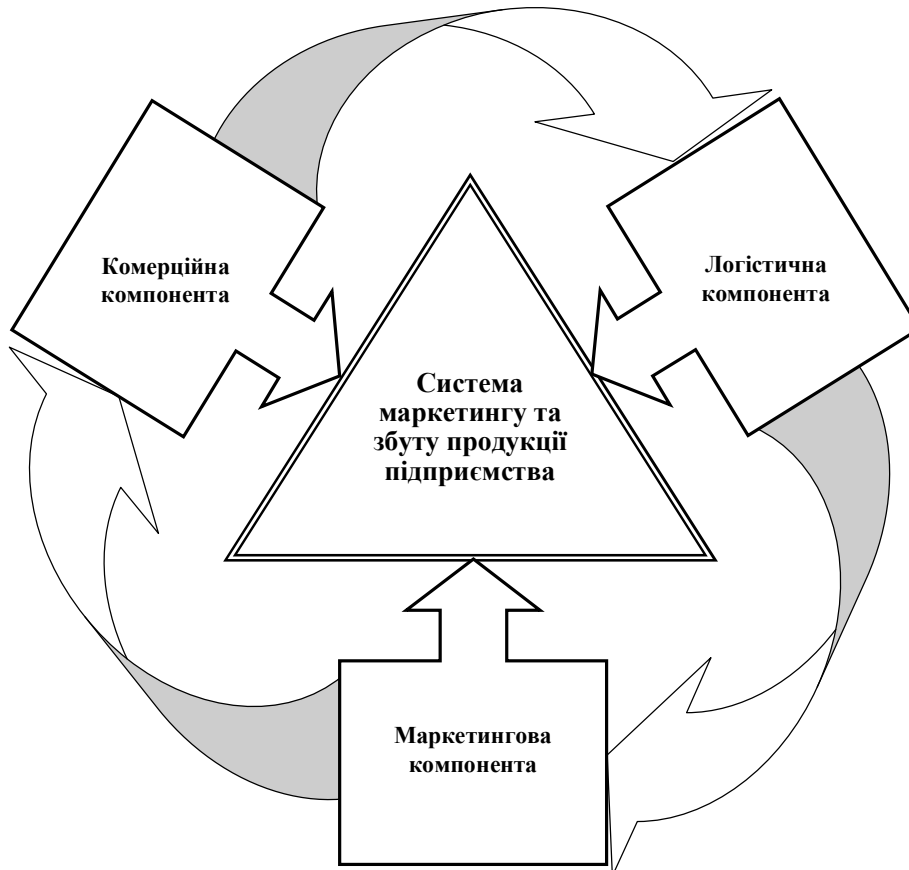 Комерційна
компонента
Логістична
компонента
Система
маркетингу та
збуту продукції
підприємства
Маркетингова
компонента